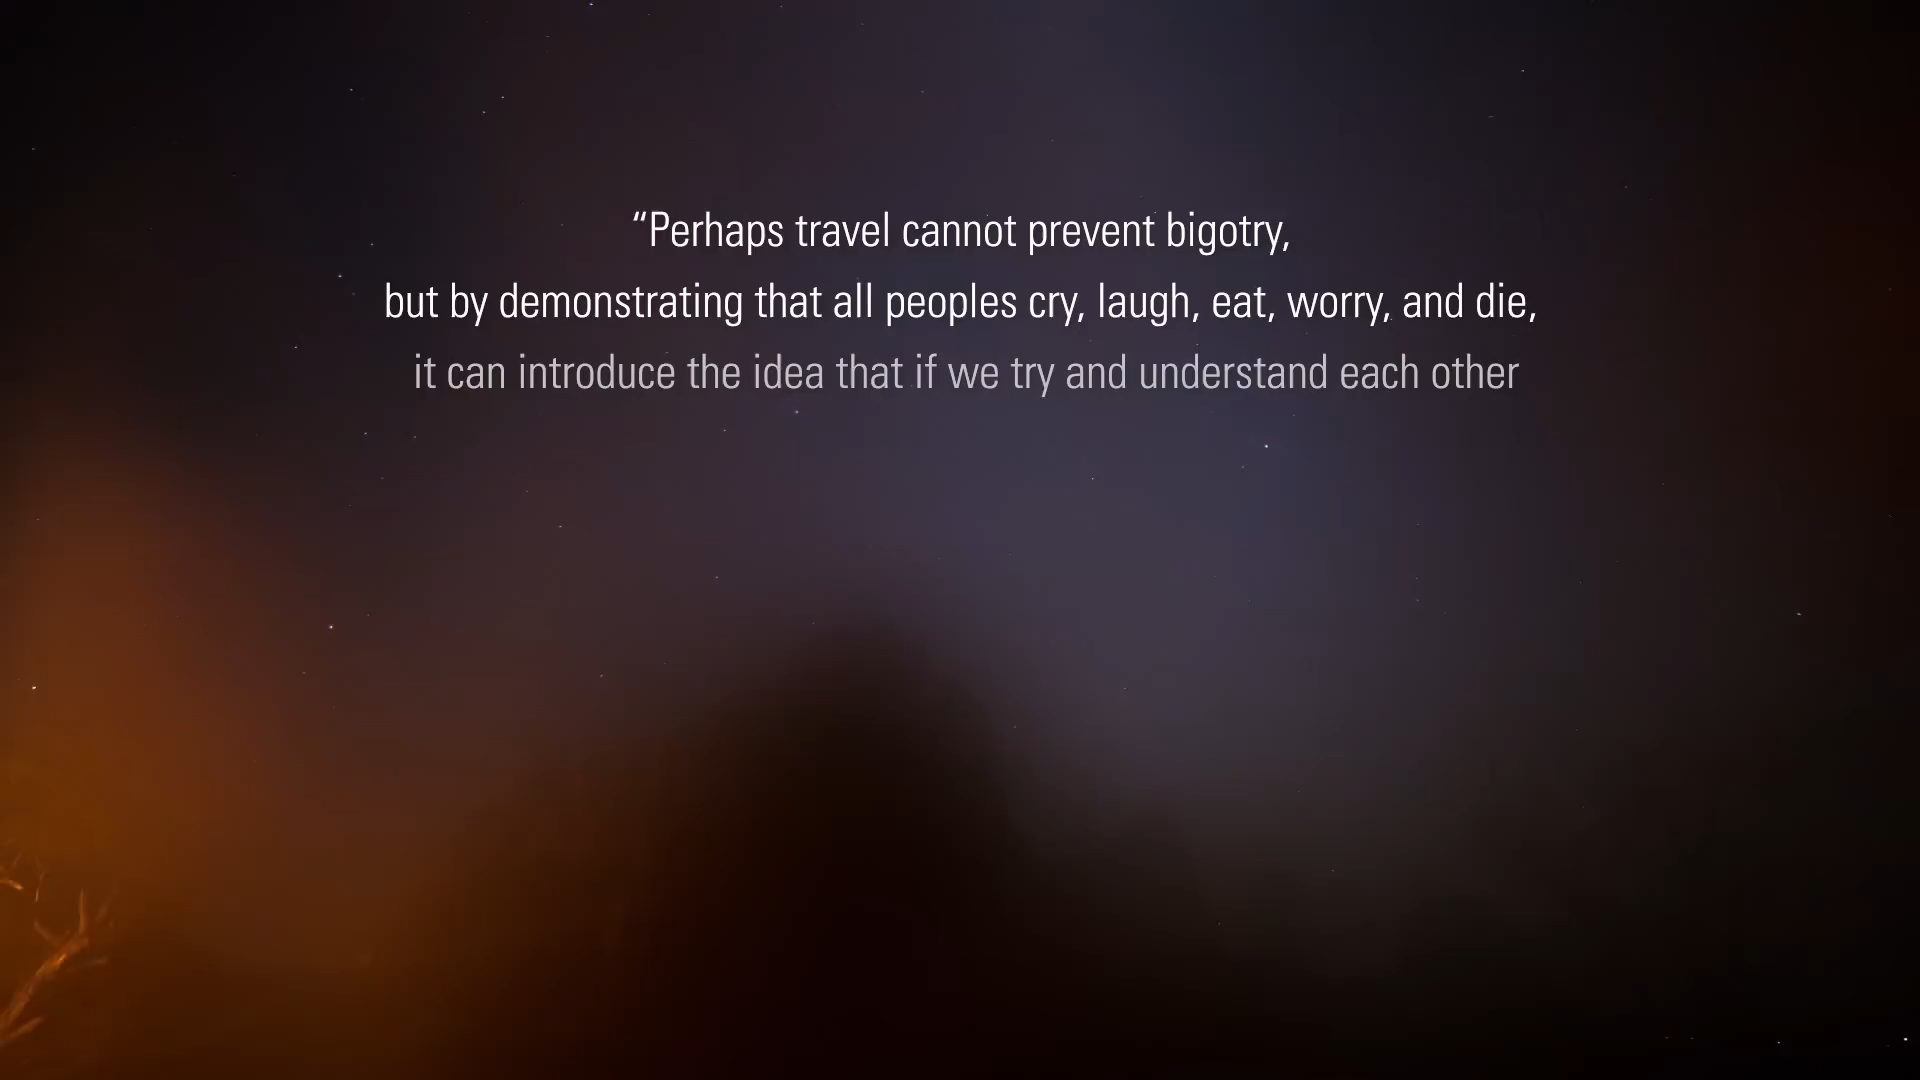 “Perhaps travel cannot prevent bigotry,
but by demonstrating that all peoples cry, laugh, eat, worry, and die,
it can introduce the idea that if we try and understand each other